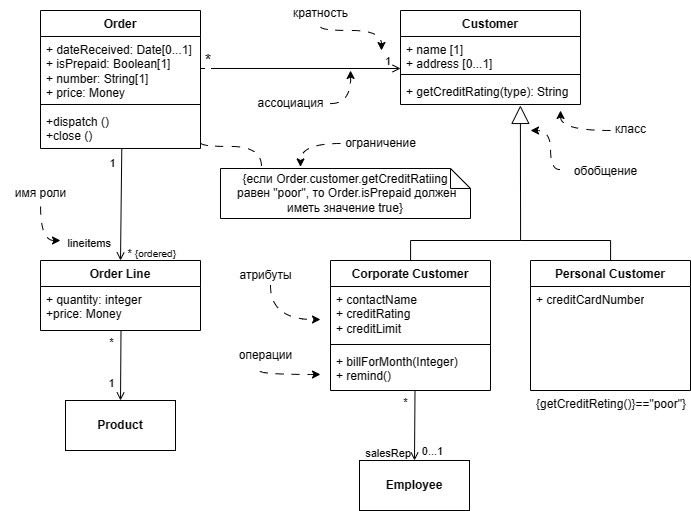 кратность
Order
Customer
+ dateReceived: Date[0...1]
+ isPrepaid: Boolean[1]
+ number: String[1]
+ price: Money
*
1
+ name [1]
+ address [0...1]
ассоциация
+ getCreditRating(type): String
+dispatch ()
+close ()
класс
ограничение
1
обобщение
{если Order.customer.getCreditRatiing
равен "poor", то Order.isPrepaid должен
иметь значение true}
имя роли
lineitems
* {ordered}
Order Line
атрибуты
Corporate Customer
Personal Customer
+ quantity: integer
+price: Money
+ contactName
+ creditRating
+ creditLimit
+ creditCardNumber
*
операции
+ billForMonth(Integer)
+ remind()
1
*
{getCreditReting()}=="poor"}
Product
salesRep
0...1
Employee